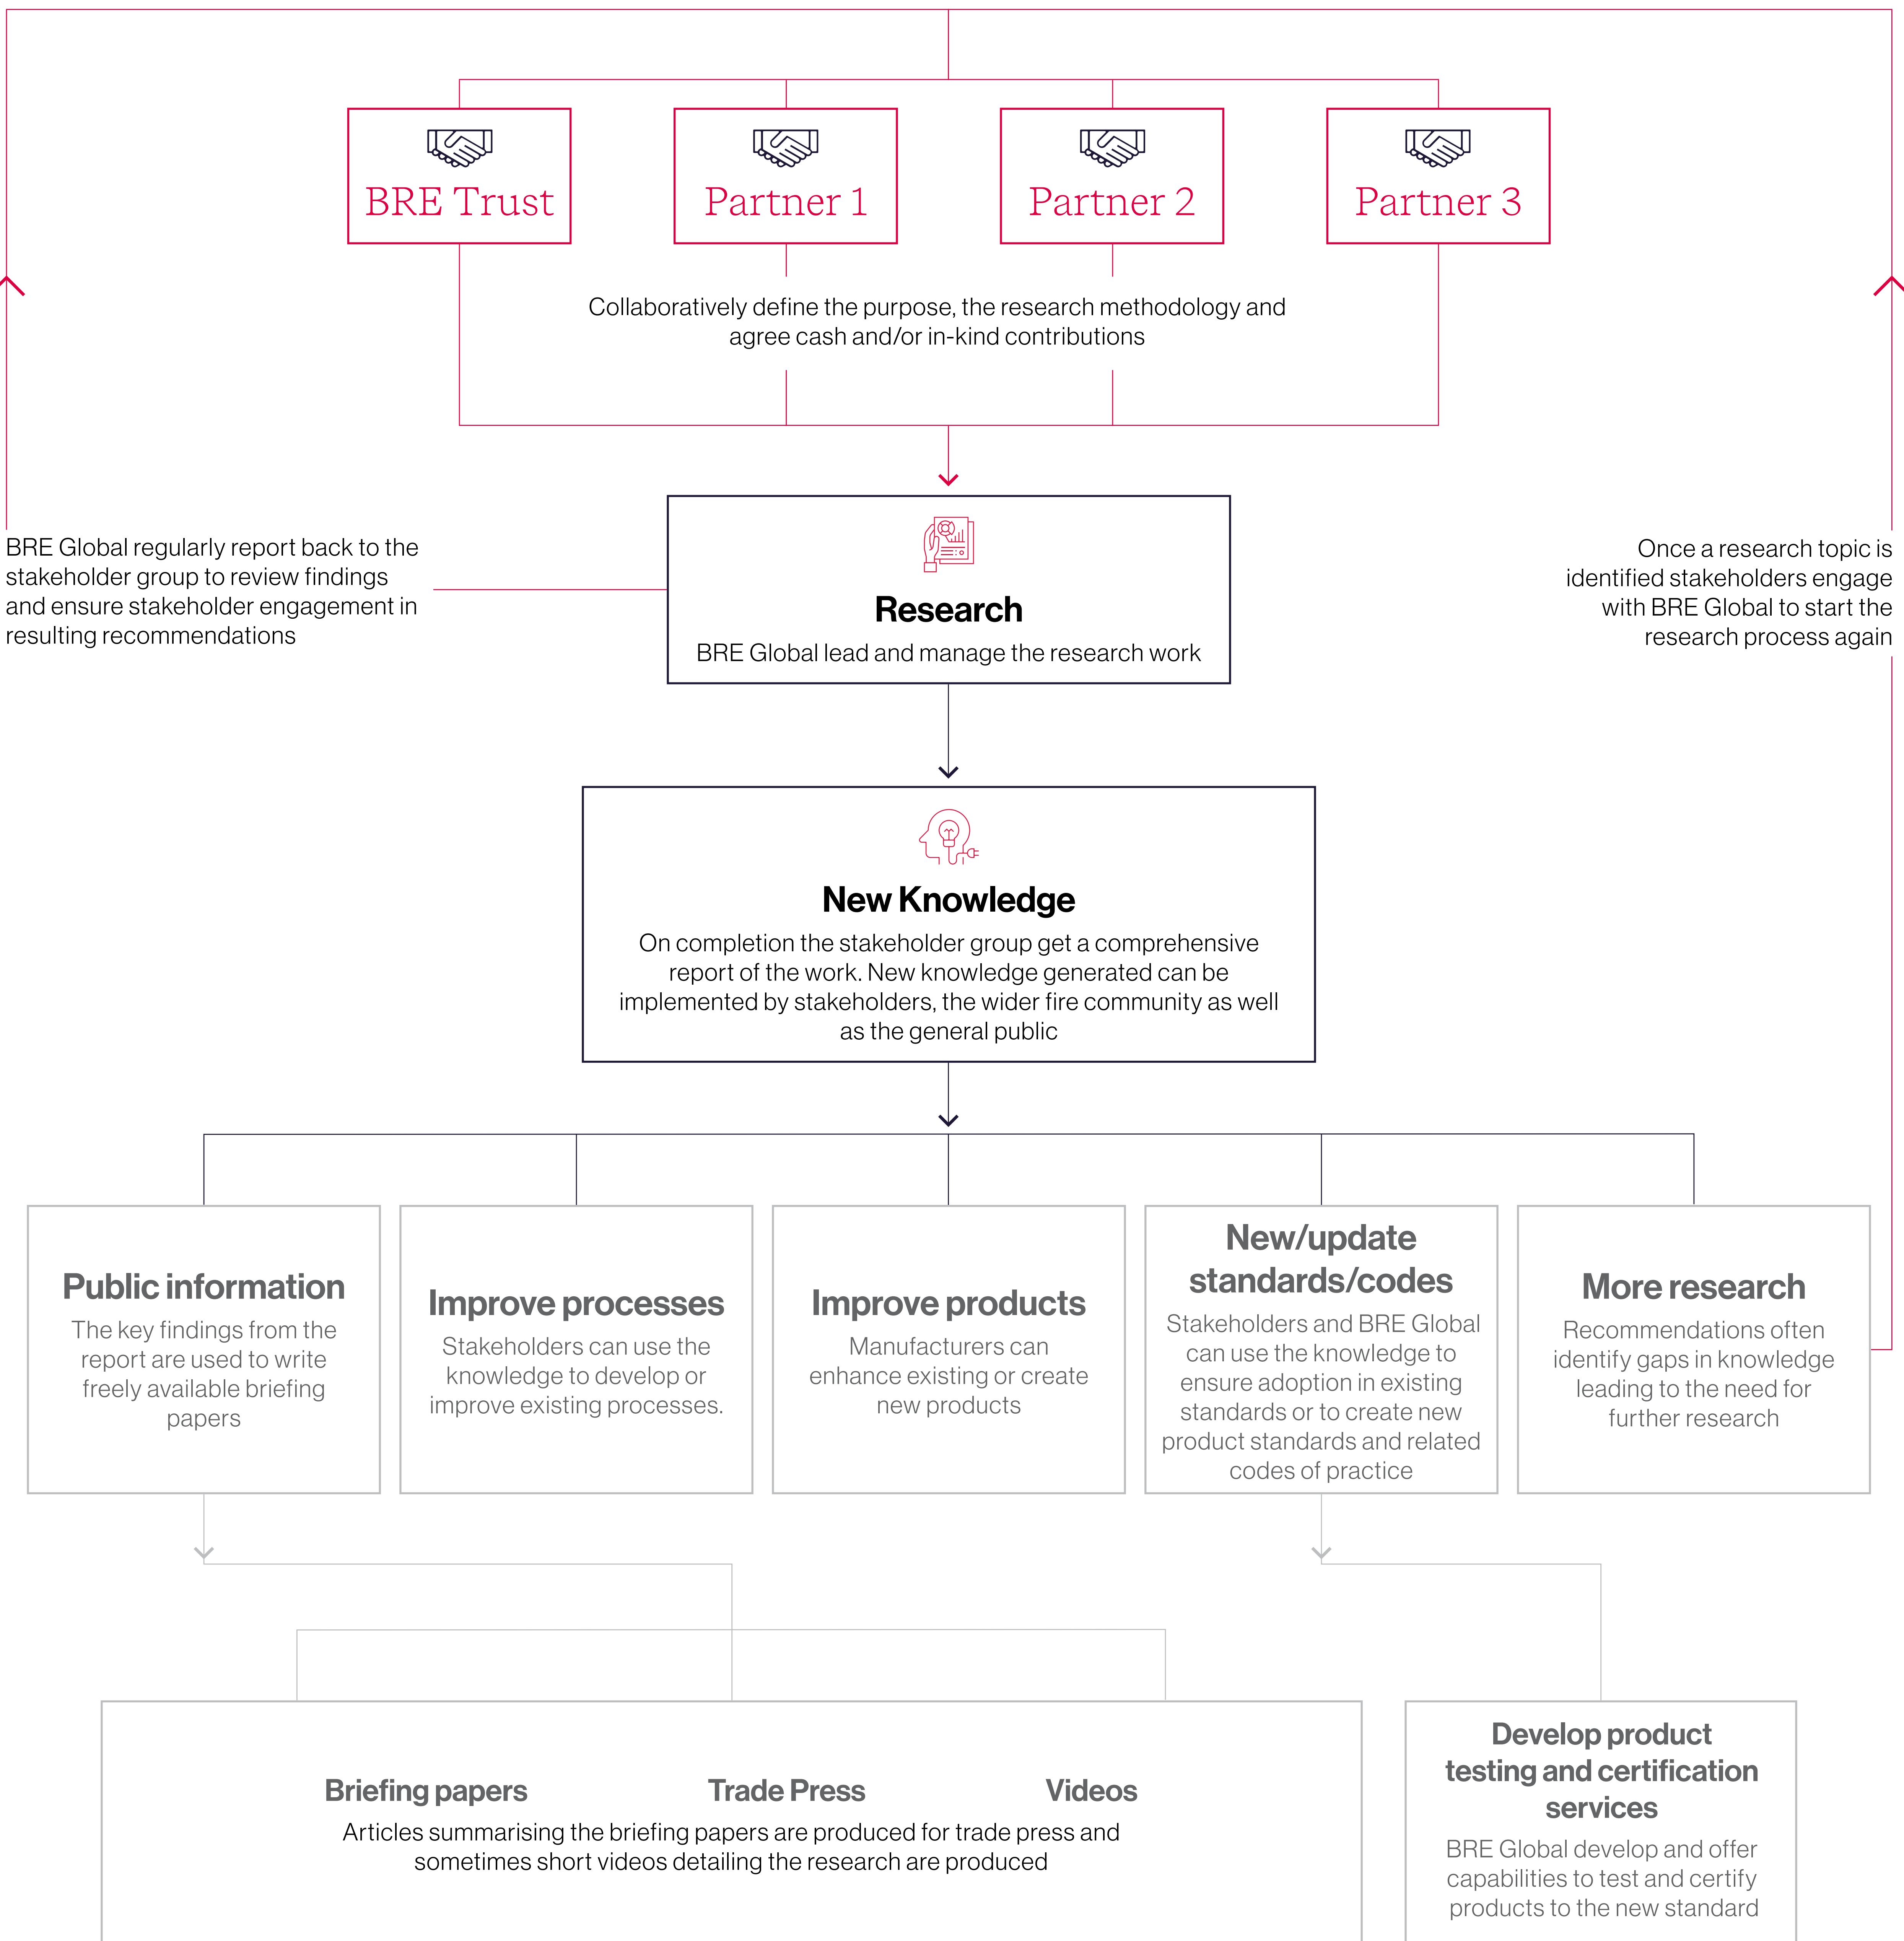 BRE Trust
Partner 1
Partner 2
Partner 3
Collaboratively define the purpose, the research methodology and
agree cash and/or in-kind contributions
BRE Global regularly report back to the
stakeholder group to review findings
and ensure stakeholder engagement in
resulting recommendations
Research
BRE Global lead and manage the research work
Once a research topic is
identified stakeholders engage
with BRE Global to start the
research process again
New Knowledge
On completion the stakeholder group get a comprehensive
report of the work. New knowledge generated can be
implemented by stakeholders, the wider fire community as well
as the general public
Public information
The key findings from the
report are used to write
freely available briefing
papers
Improve processes
Stakeholders can use the
knowledge to develop or
improve existing processes.
Improve products
Manufacturers can
enhance existing or create
new products
New/update
standards/codes
Stakeholders and BRE Global
can use the knowledge to
ensure adoption in existing
standards or to create new
product standards and related
codes of practice
More research
Recommendations often
identify gaps in knowledge
leading to the need for
further research
Briefing papers
Trade Press
Videos
Articles summarising the briefing papers are produced for trade press and
sometimes short videos detailing the research are produced
Develop product
testing and certification
services
BRE Global develop and offer
capabilities to test and certify
products to the new standard